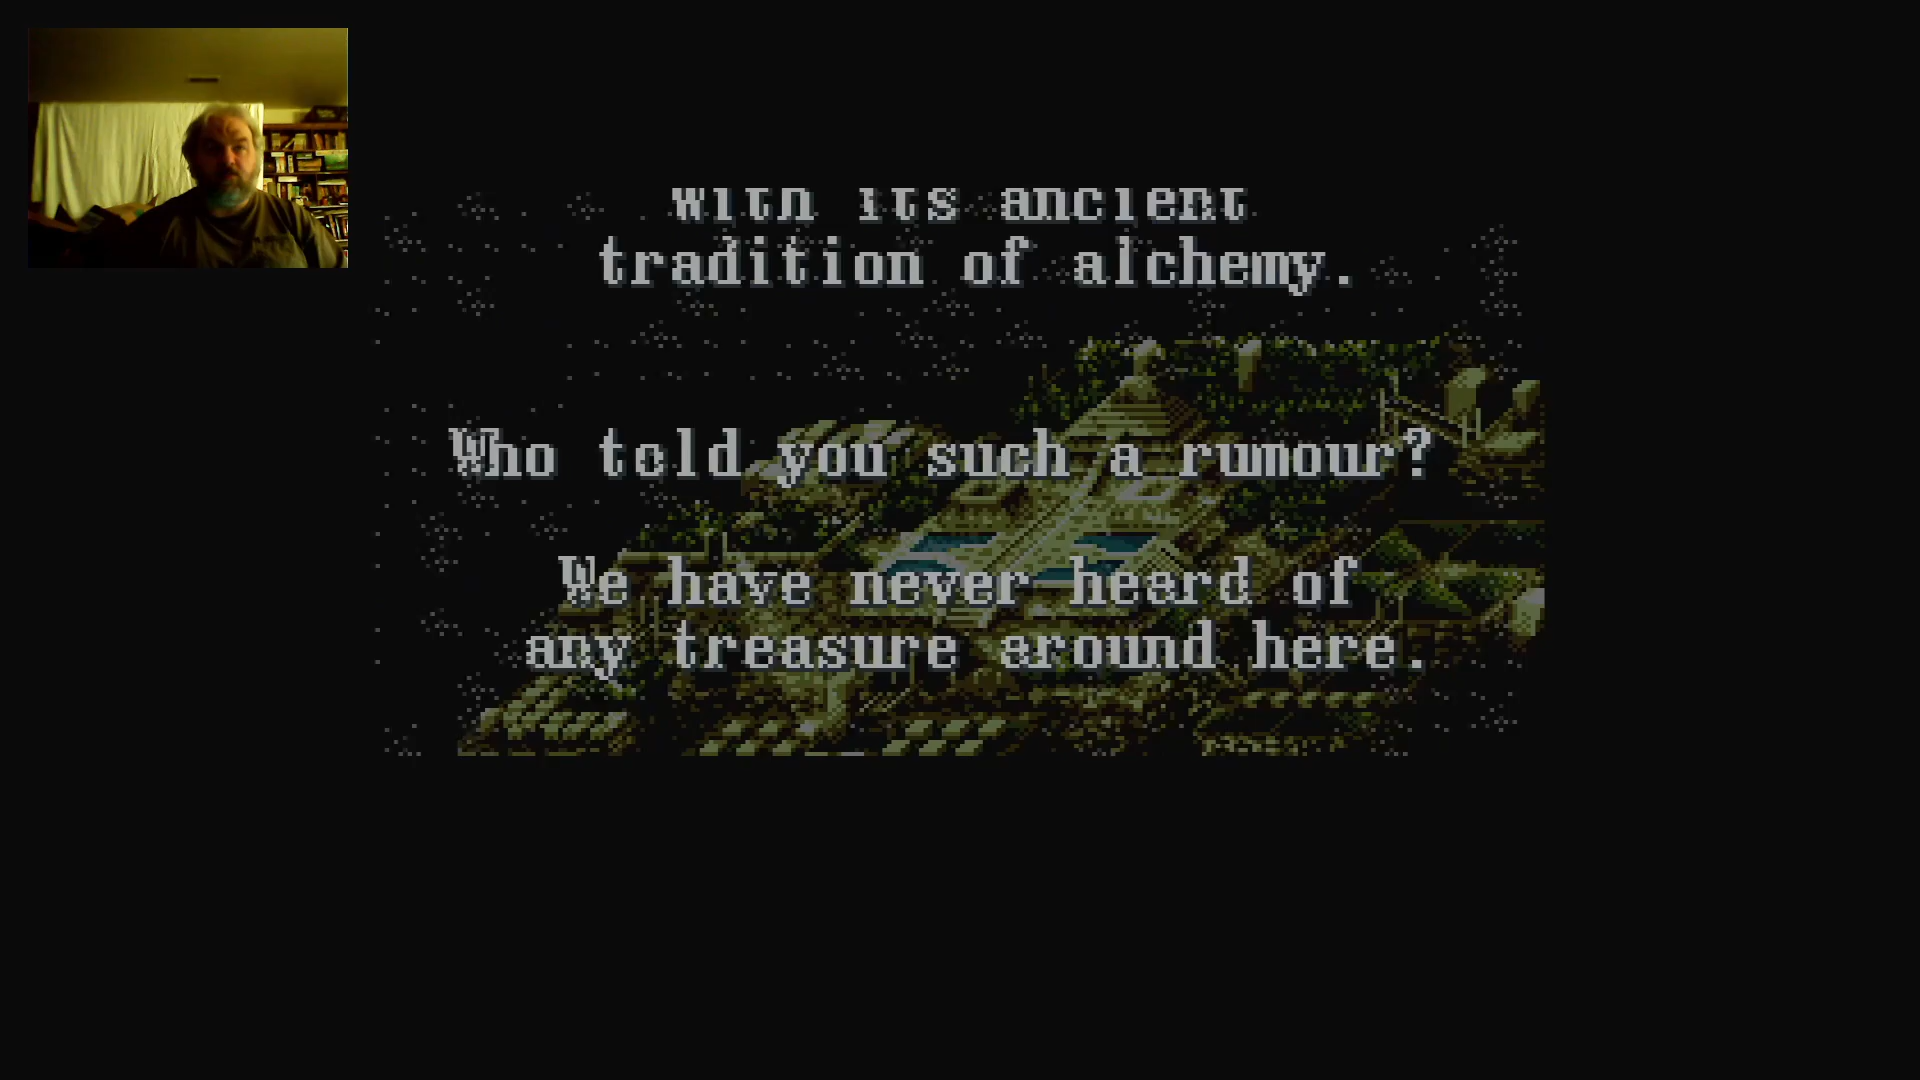 with its ancient
tradition of alchemy.
Who told you such a rumour?
We have never heard of
any treasure around here.